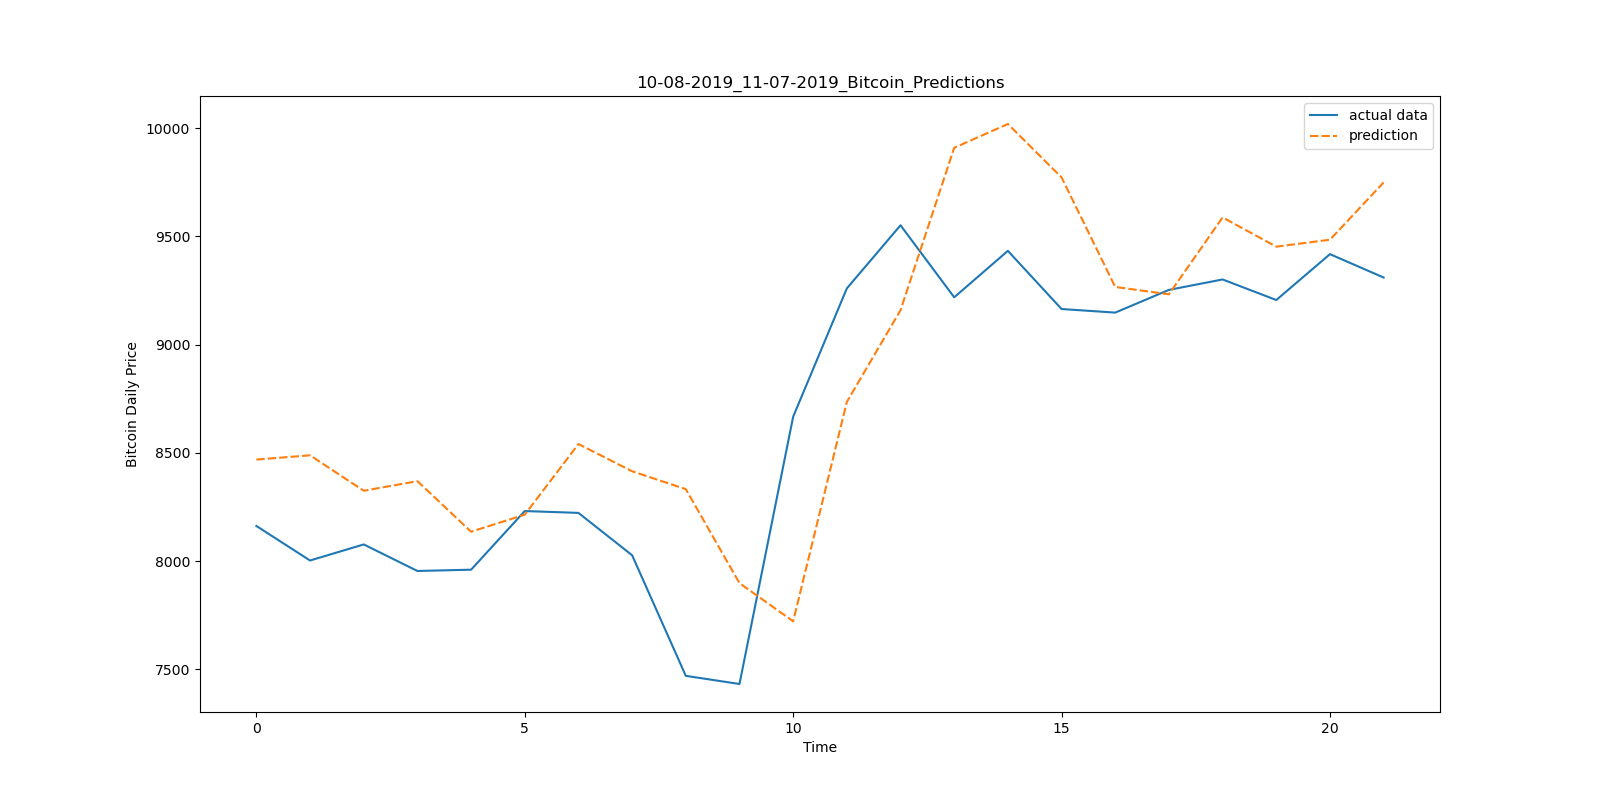 10-08-2019_11-07-2019_Bitcoin_Predictions
actual data
prediction
Bitcoin Daily Price
10000
9500
9000
8500
8000
7500
0 5 10 15 20
Time